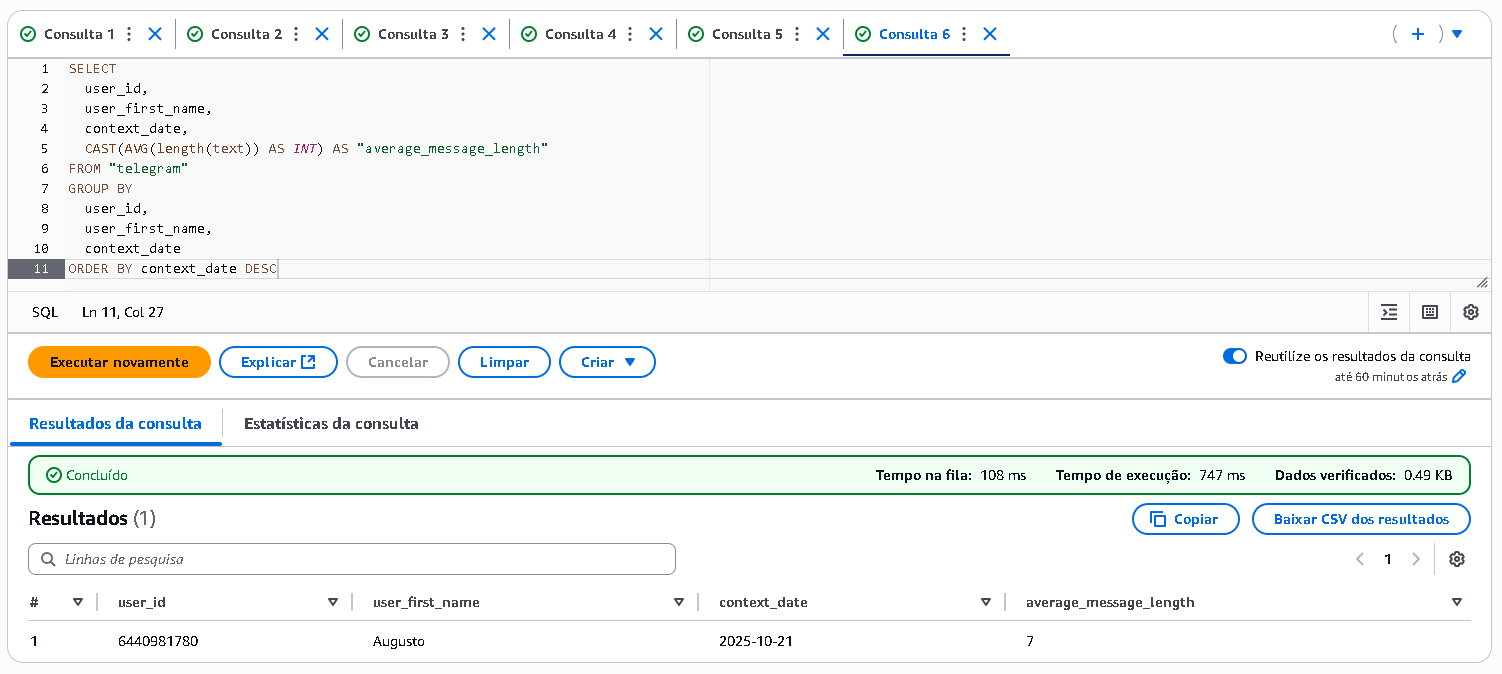 Consulta 1 Consulta 2 Consulta 3 Consulta 4 Consulta 5 Consulta 6
1 SELECT
2 user_id,
3 user_first_name,
4 context_date,
5 CAST(AVG(length(text)) AS INT) AS "average_message_length"
6 FROM "telegram"
7 GROUP BY
8 user_id,
9 user_first_name,
10 context_date
11 ORDER BY context_date DESC
SQL Ln 11, Col 27
Executar novamente Explicar Cancelar Limpar Criar Reutilize os resultados da consulta
até 60 minutos atrás
Resultados da consulta Estatísticas da consulta
Concluído Tempo na fila: 108 ms Tempo de execução: 747 ms Dados verificados: 0.49 KB
Resultados (1) Copiar Baixar CSV dos resultados
Linhas de pesquisa 1
# user_id user_first_name context_date average_message_length
1 6440981780 Augusto 2025-10-21 7